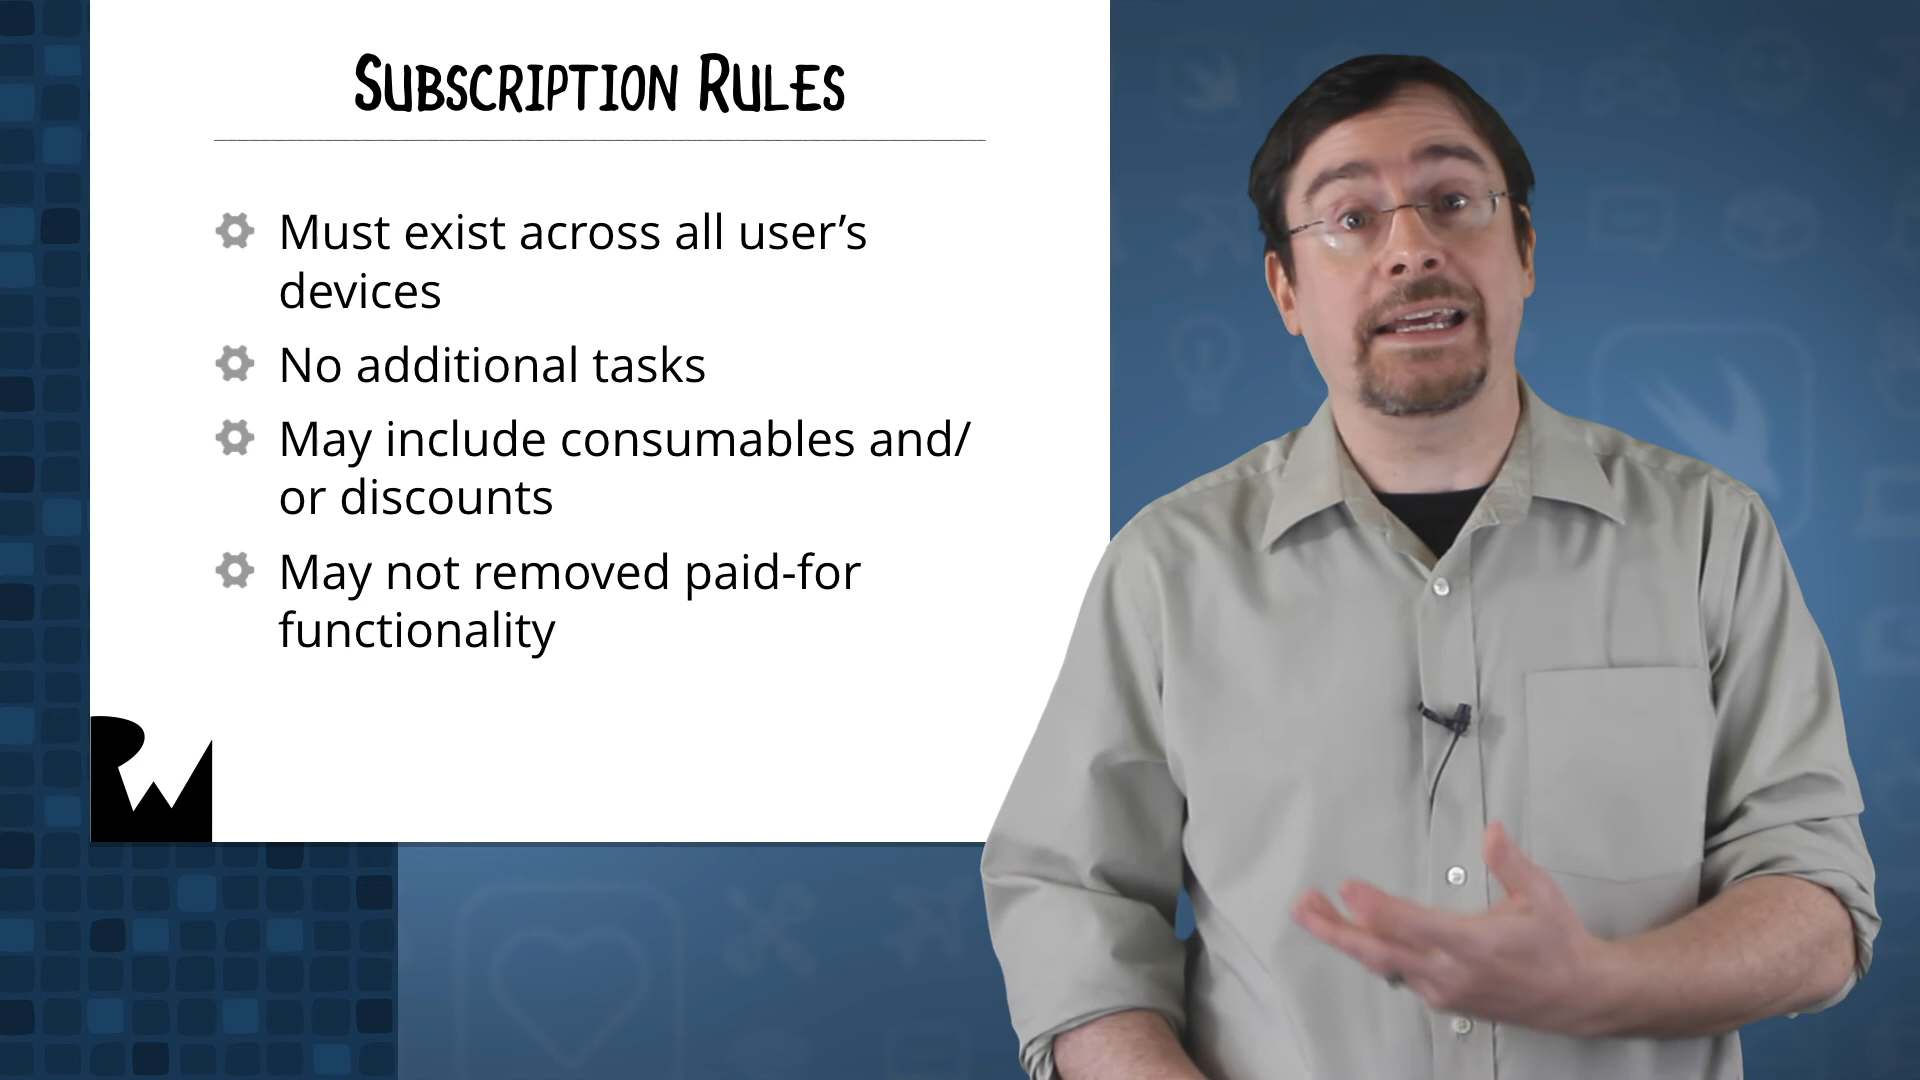 Subscription Rules
Must exist across all user’s
devices
No additional tasks
May include consumables and/
or discounts
May not removed paid-for
functionality
RW